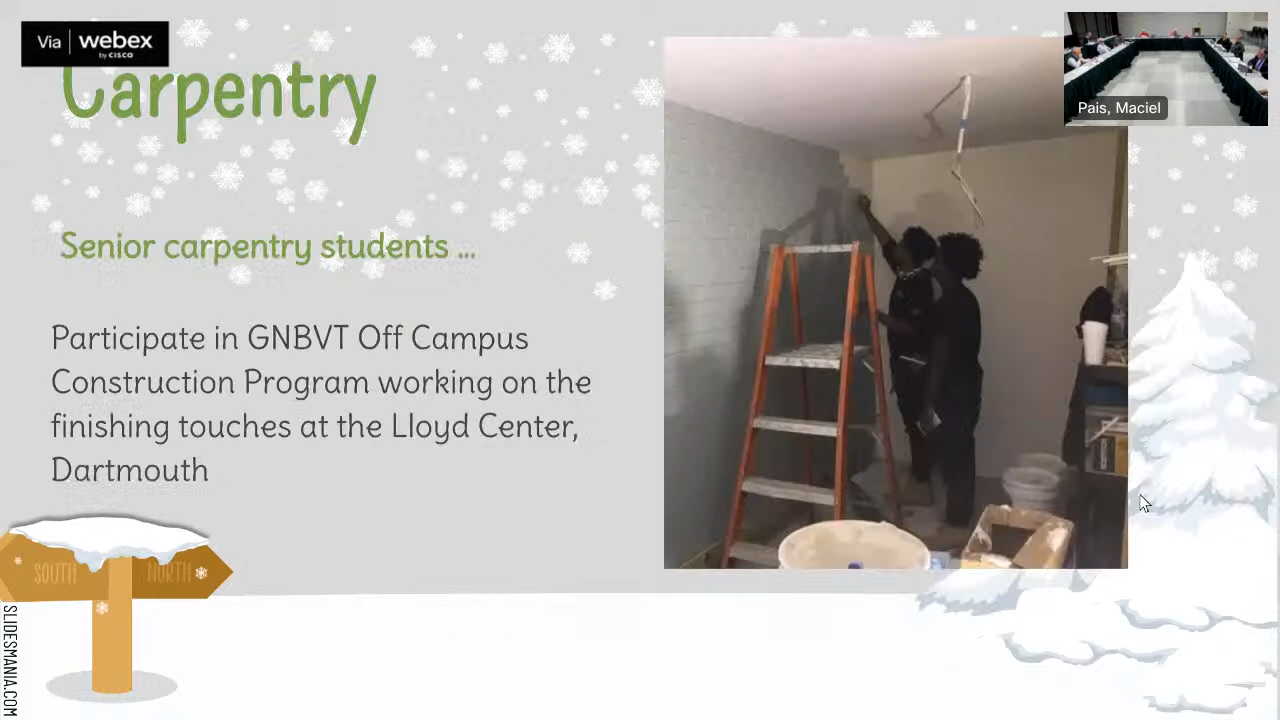 Via webex
by CISCO
Carpentry
Pais, Maciel
Senior carpentry students ...
Participate in GNBVT Off Campus
Construction Program working on the
finishing touches at the Lloyd Center,
Dartmouth
SOUTH NORTH
SLIDESMANIA.COM